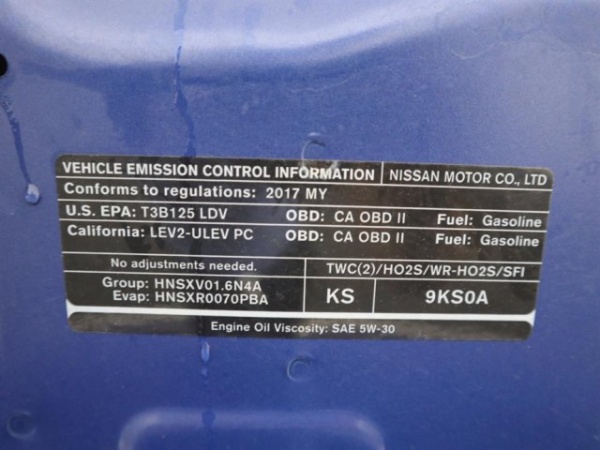 VEHICLE EMISSION CONTROL INFORMATION | NISSAN MOTOR CO., LTD
Conforms to regulations: 2017 MY
U.S. EPA: T3B125 LDV OBD: CA OBD II Fuel: Gasoline
California: LEV2-ULEV PC OBD: CA OBD II Fuel: Gasoline
No adjustments needed. TWC(2)/HO2S/WR-HO2S/SFI
Group: HNSXV01.6N4A
Evap: HNSXR0070PBA
KS 9KS0A
Engine Oil Viscosity: SAE 5W-30